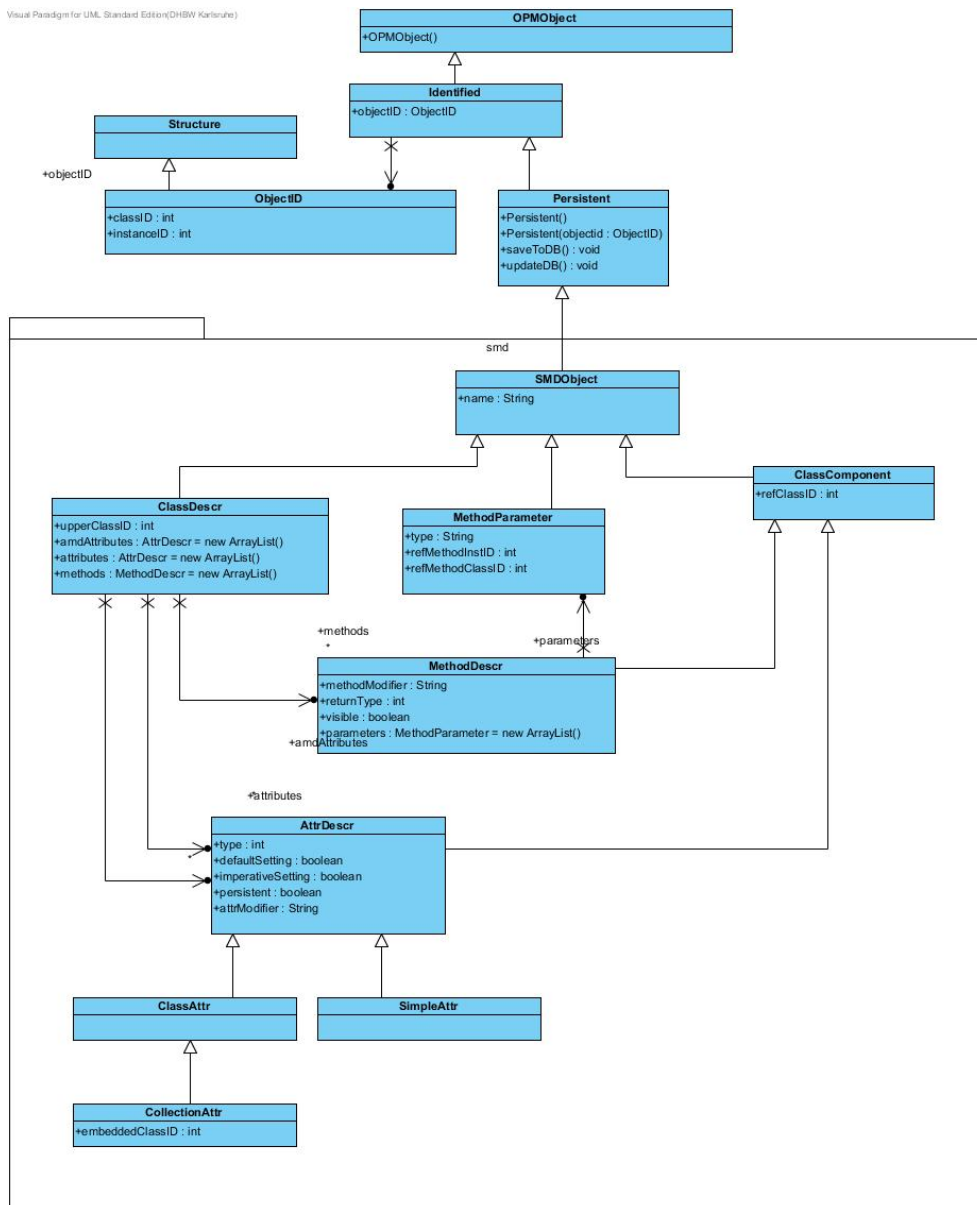 Visual Paradigm for UML Standard Edition(DHBW Karlsruhe)
OPMObject
+OPMObject()
Identified
+objectID : ObjectID
Structure
+objectID
ObjectID
+classID : int
+instanceID : int
Persistent
+Persistent()
+Persistent(objectid : ObjectID)
+saveToDB() : void
+updateDB() : void
smd
SMDObject
+name : String
ClassComponent
+refClassID : int
ClassDescr
+upperClassID : int
+amdAttributes : AttrDescr = new ArrayList()
+attributes : AttrDescr = new ArrayList()
+methods : MethodDescr = new ArrayList()
MethodParameter
+type : String
+refMethodInstID : int
+refMethodClassID : int
+methods
*
+parameters
MethodDescr
+methodModifier : String
+returnType : int
+visible : boolean
+parameters : MethodParameter = new ArrayList()
+amdAttributes
+attributes
*
AttrDescr
+type : int
+defaultSetting : boolean
+imperativeSetting : boolean
+persistent : boolean
+attrModifier : String
*
ClassAttr
SimpleAttr
CollectionAttr
+embeddedClassID : int